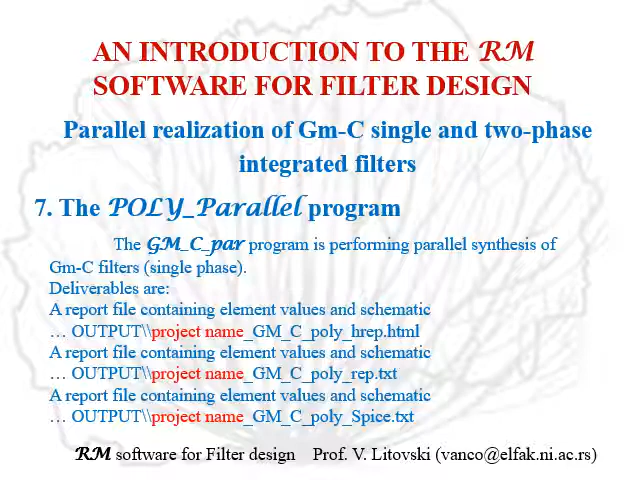 AN INTRODUCTION TO THE RM
SOFTWARE FOR FILTER DESIGN
Parallel realization of Gm-C single and two-phase
integrated filters
7. The POLY_Parallel program
The GM_C_par program is performing parallel synthesis of
Gm-C filters (single phase).
Deliverables are:
A report file containing element values and schematic
… OUTPUT\\project name_GM_C_poly_hrep.html
A report file containing element values and schematic
… OUTPUT\\project name_GM_C_poly_rep.txt
A report file containing element values and schematic
… OUTPUT\\project name_GM_C_poly_Spice.txt
RM software for Filter design Prof. V. Litovski (vanco@elfak.ni.ac.rs)